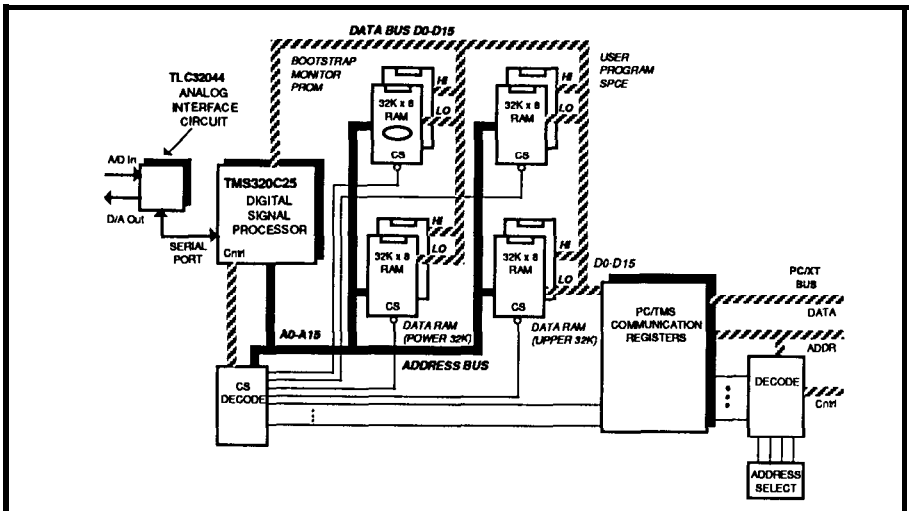 DATA BUS D0-D15
BOOTSTRAP
MONITOR
PROM
USER
PROGRAM
SPCE
TLC32044
ANALOG
INTERFACE
CIRCUIT
HI
LO
32K x 8
RAM
CS
HI
LO
32K x 8
RAM
CS
A/D In
D/A Out
TMS320C25
DIGITAL
SIGNAL
PROCESSOR
Cntrl
SERIAL
PORT
HI
LO
32K x 8
RAM
CS
HI
LO
32K x 8
RAM
CS
D0-D15
PC/XT
BUS
DATA
ADDR
Cntrl
PC/TMS
COMMUNICATION
REGISTERS
DATA RAM
(POWER 32K)
DATA RAM
(UPPER 32K)
A0-A15
ADDRESS BUS
CS
DECODE
DECODE
ADDRESS
SELECT